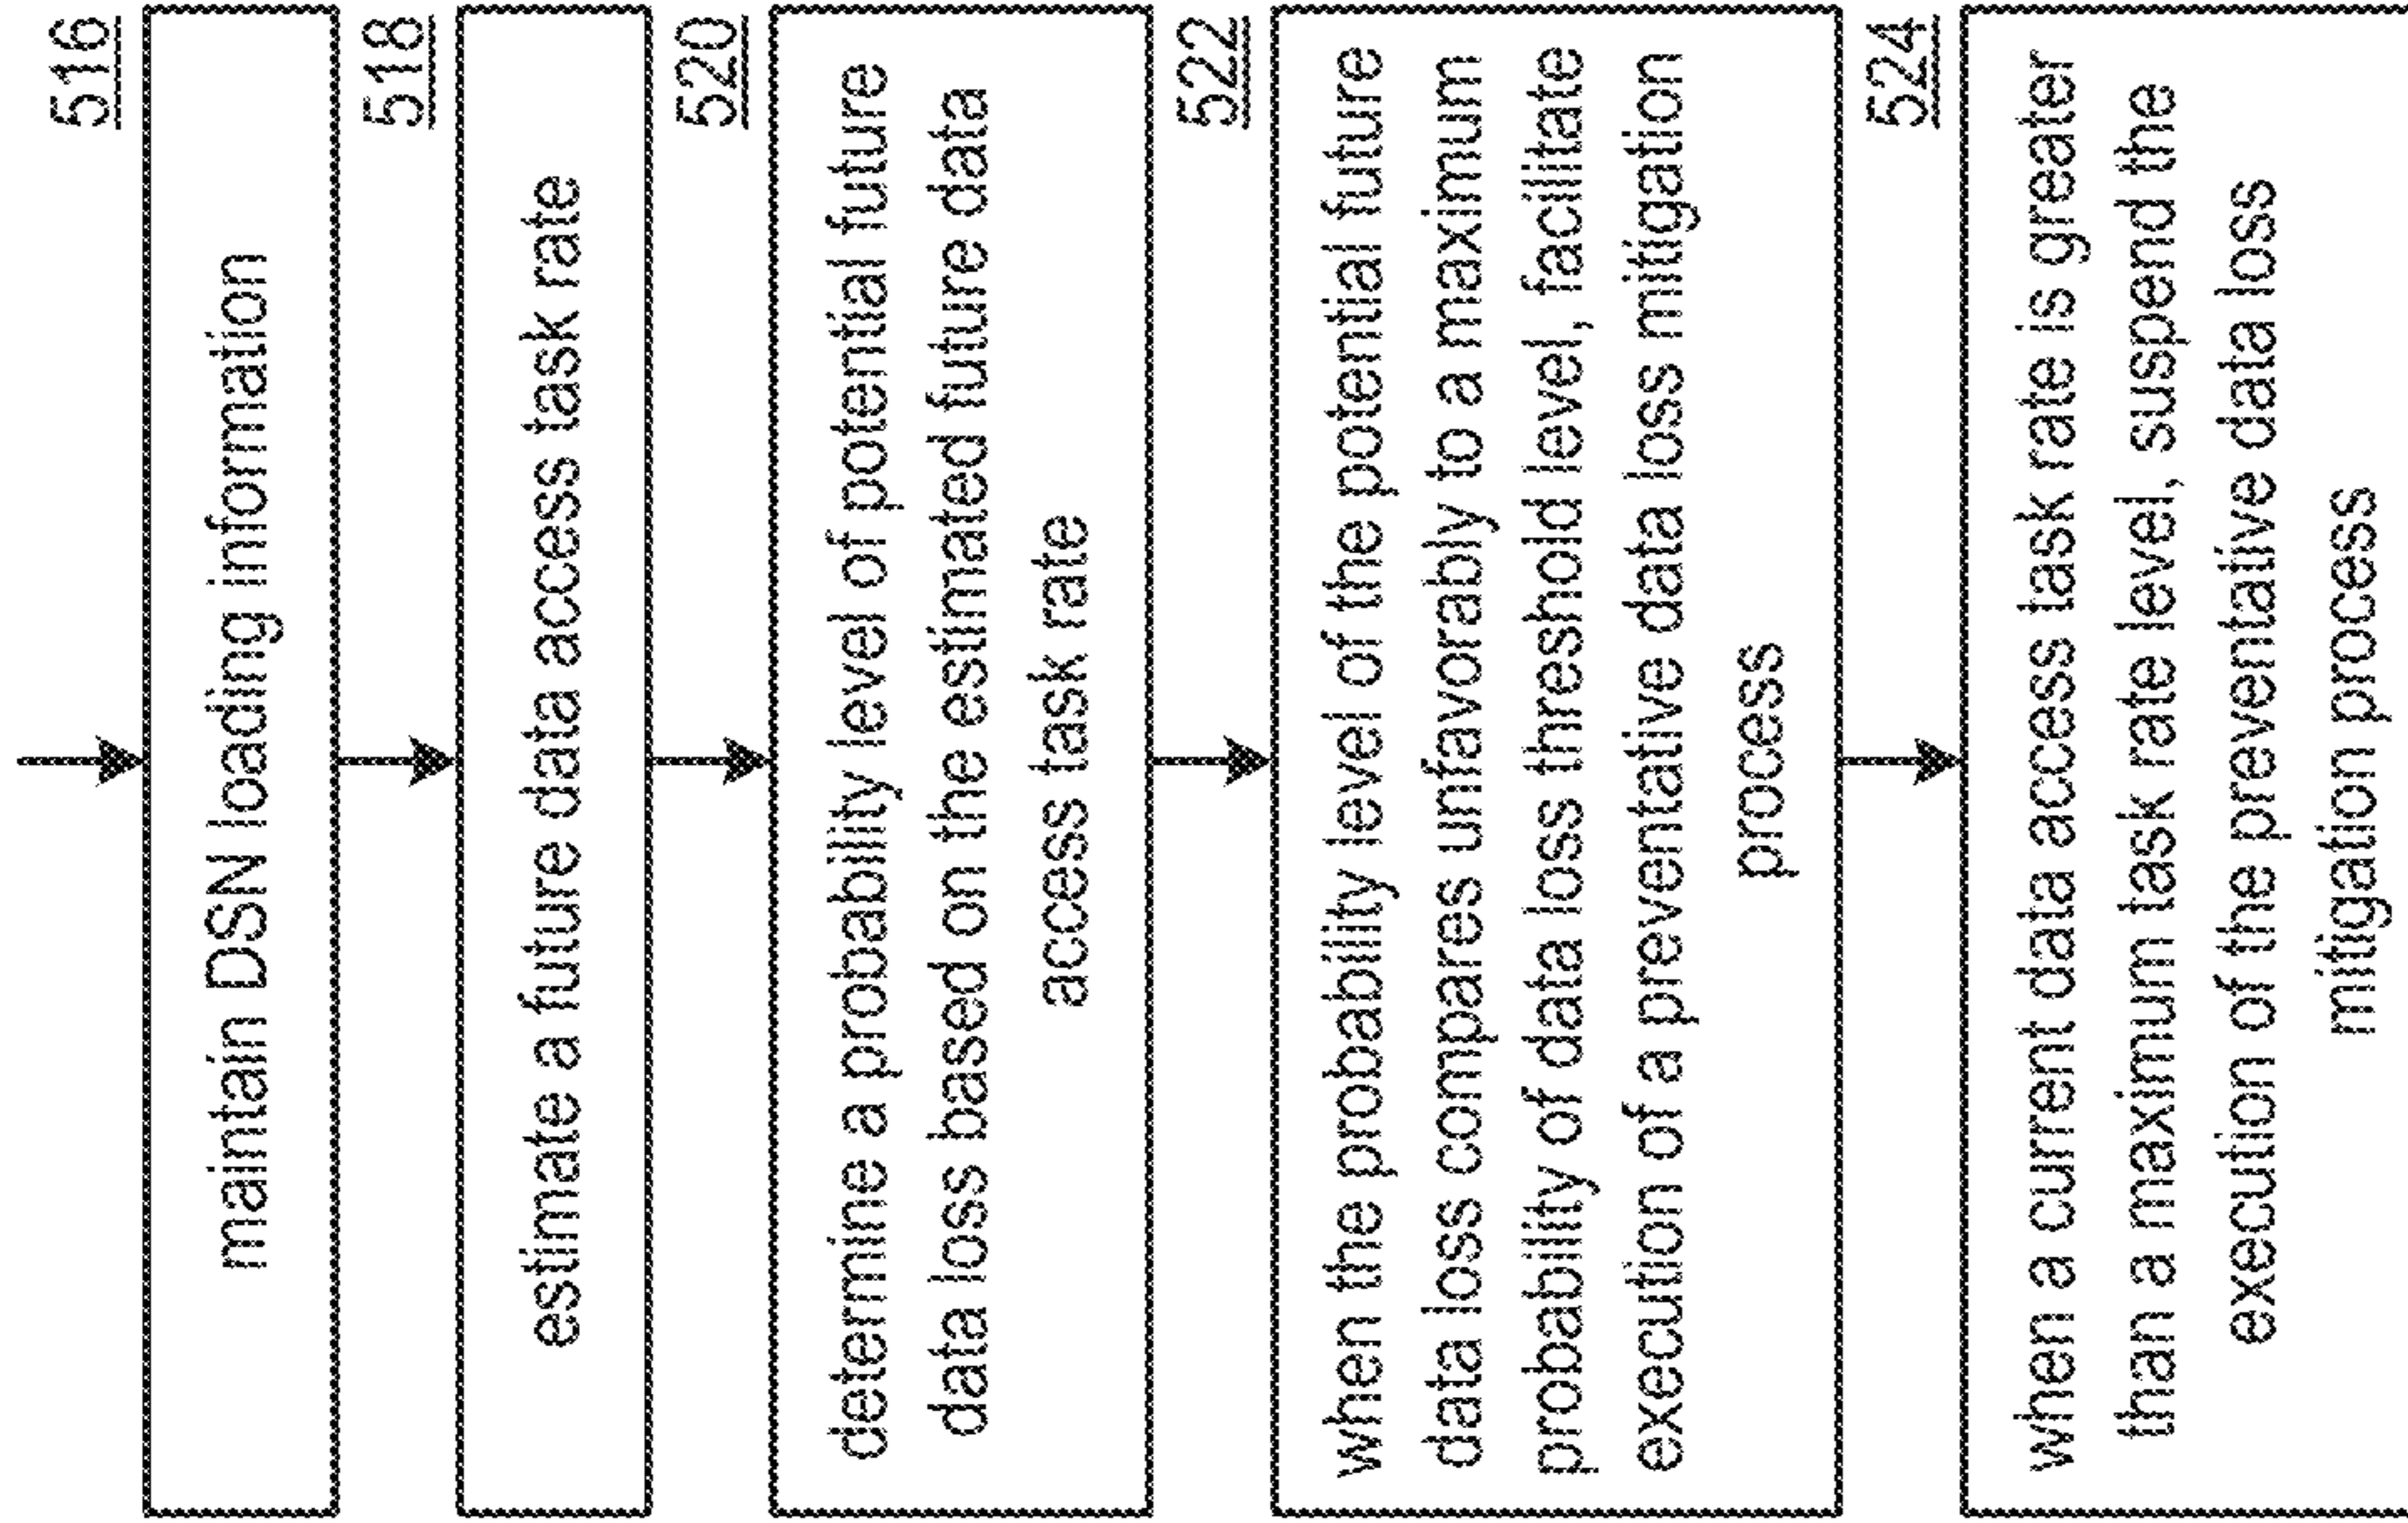 516
maintain DSN loading information
518
estimate a future data access task rate
520
determine a probability level of potential future
data loss based on the estimated future data
access task rate
522
when the probability level of the potential future
data loss compares unfavorably to a maximum
probability of data loss threshold level, facilitate
execution of a preventative data loss mitigation
process
524
when a current data access task rate is greater
than a maximum task rate level, suspend the
execution of the preventative data loss
mitigation process